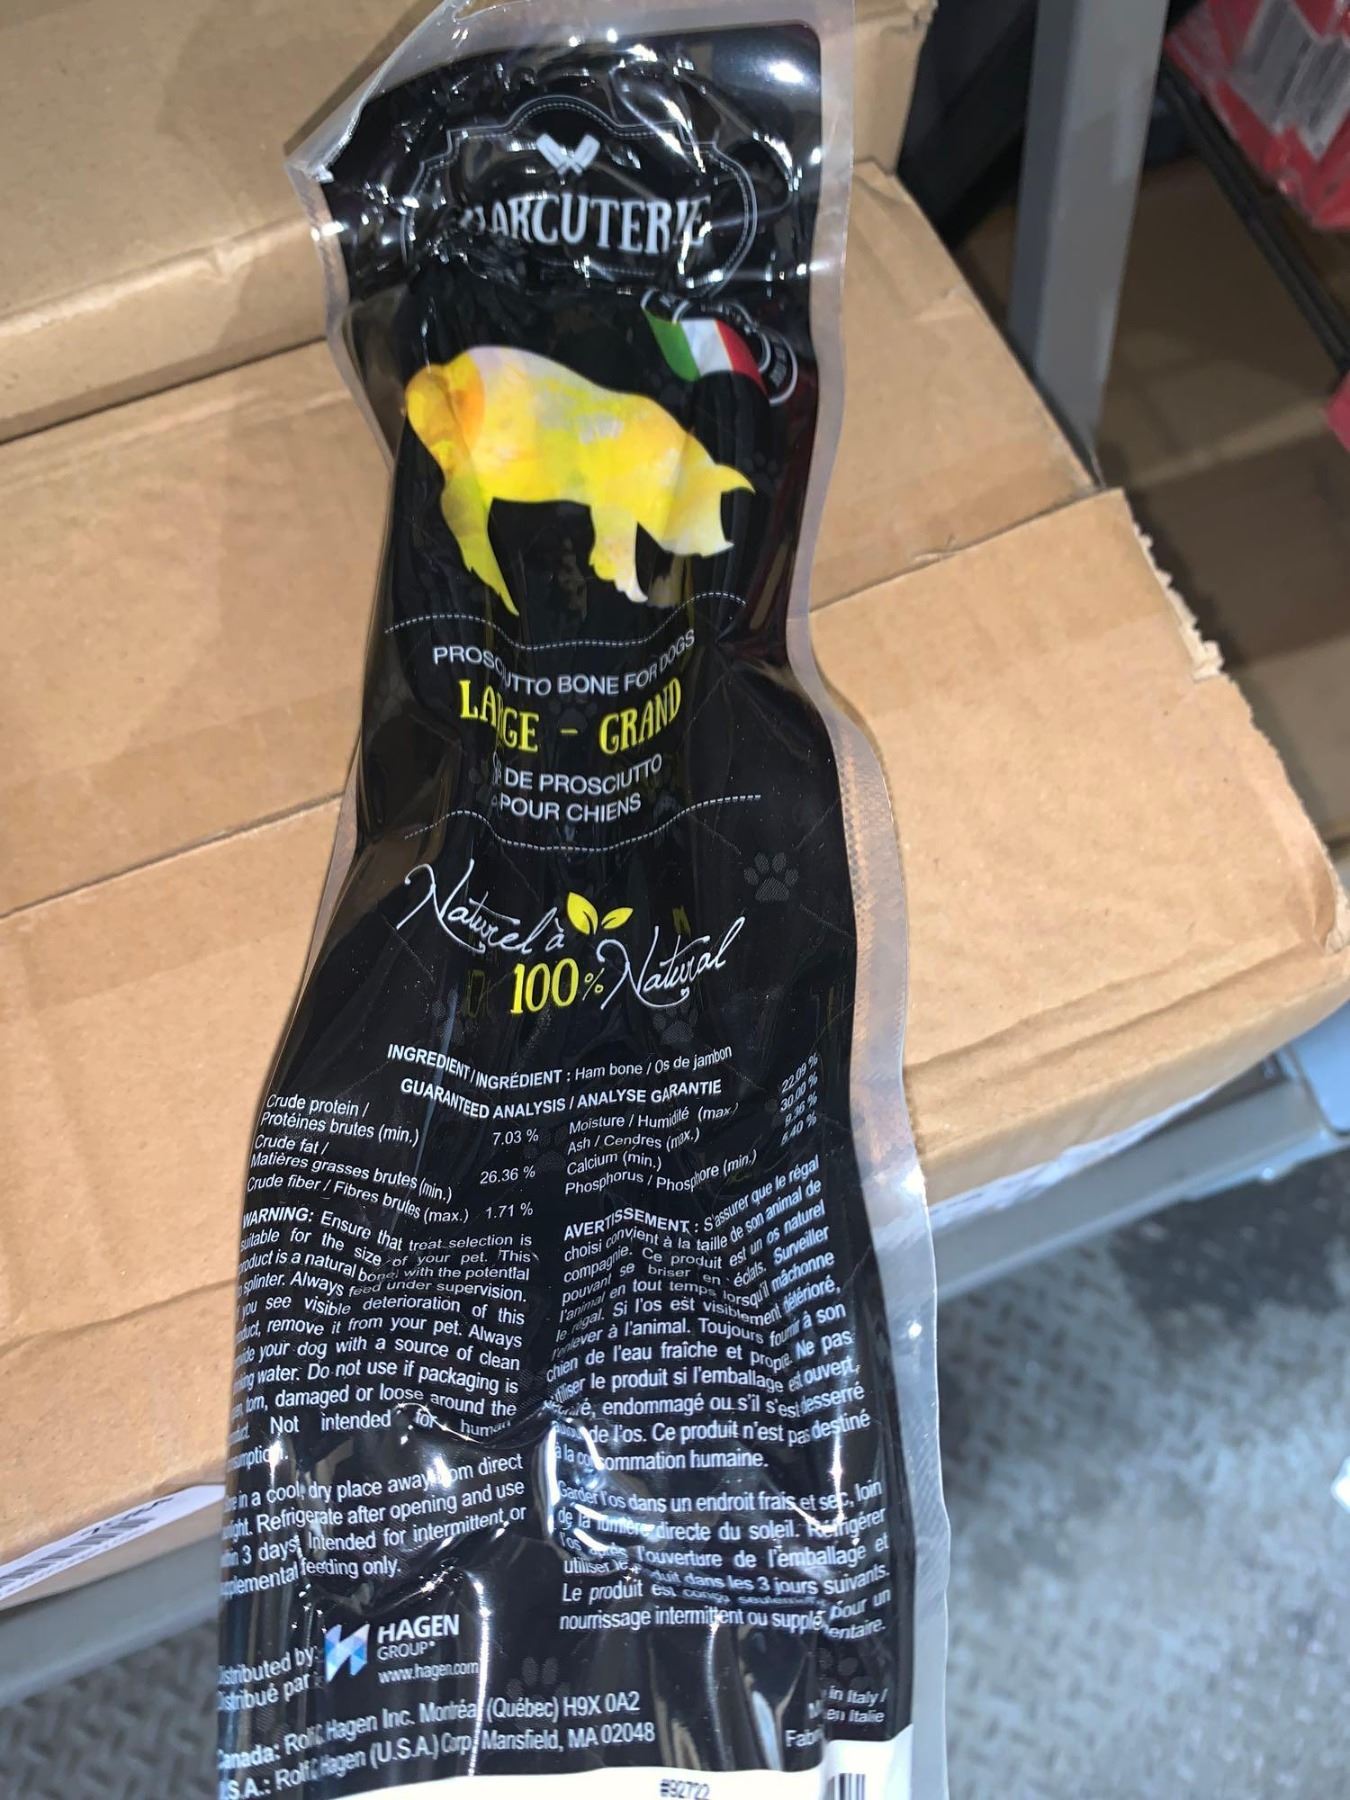 ARCUTERIE
PROSCIUTTO BONE FOR DOGS
LARGE - GRAND
DE PROSCIUTTO
POUR CHIENS
Naturel à
100% Natural
INGREDIENT / INGRÉDIENT : Ham bone / Os de jambon
GUARANTEED ANALYSIS / ANALYSE GARANTIE
Crude protein /
Protéines brutes (min.) 7.03 %
Crude fat /
Matières grasses brutes (min.) 26.36 %
Crude fiber / Fibres brutes (max.) 1.71 %
Moisture / Humidité (max.) 22.09 %
Ash / Cendres (max.) 30.00 %
Calcium (min.) 9.36 %
Phosphorus / Phosphore (min.) 6.40 %
WARNING: Ensure that treat selection is
suitable for the size of your pet. This
product is a natural bone with the potential
splinter. Always feed under supervision.
you see visible deterioration of this
product, remove it from your pet. Always
provide your dog with a source of clean
drinking water. Do not use if packaging is
torn, damaged or loose around the
Not intended for human
consumption.
in a cool, dry place away from direct
Refrigerate after opening and use
within 3 days. Intended for intermittent or
supplemental feeding only.
AVERTISSEMENT : S'assurer que le régal
choisi convient à la taille de son animal de
compagnie. Ce produit est un os naturel
pouvant se briser en éclats. Surveiller
l'animal en tout temps lorsqu'il mâchonne
le régal. Si l'os est visiblement détérioré,
l'enlever à l'animal. Toujours fournir à son
chien de l'eau fraîche et propre. Ne pas
utiliser le produit si l'emballage est ouvert,
endommagé ou s'il s'est desserré
de l'os. Ce produit n'est pas destiné
à la consommation humaine.
Garder l'os dans un endroit frais et sec, loin
de la lumière directe du soleil. Réfrigérer
l'os après l'ouverture de l'emballage et
utiliser le produit dans les 3 jours suivants.
Le produit est conçu seulement pour un
nourrissage intermittent ou supplémentaire.
Distributed by:
Distribué par :
HAGEN
GROUP
www.hagen.com
Canada: Rolf C. Hagen Inc. Montréal (Québec) H9X 0A2
U.S.A.: Rolf C. Hagen (U.S.A.) Corp. Mansfield, MA 02048
in Italy /
en Italie
#92722